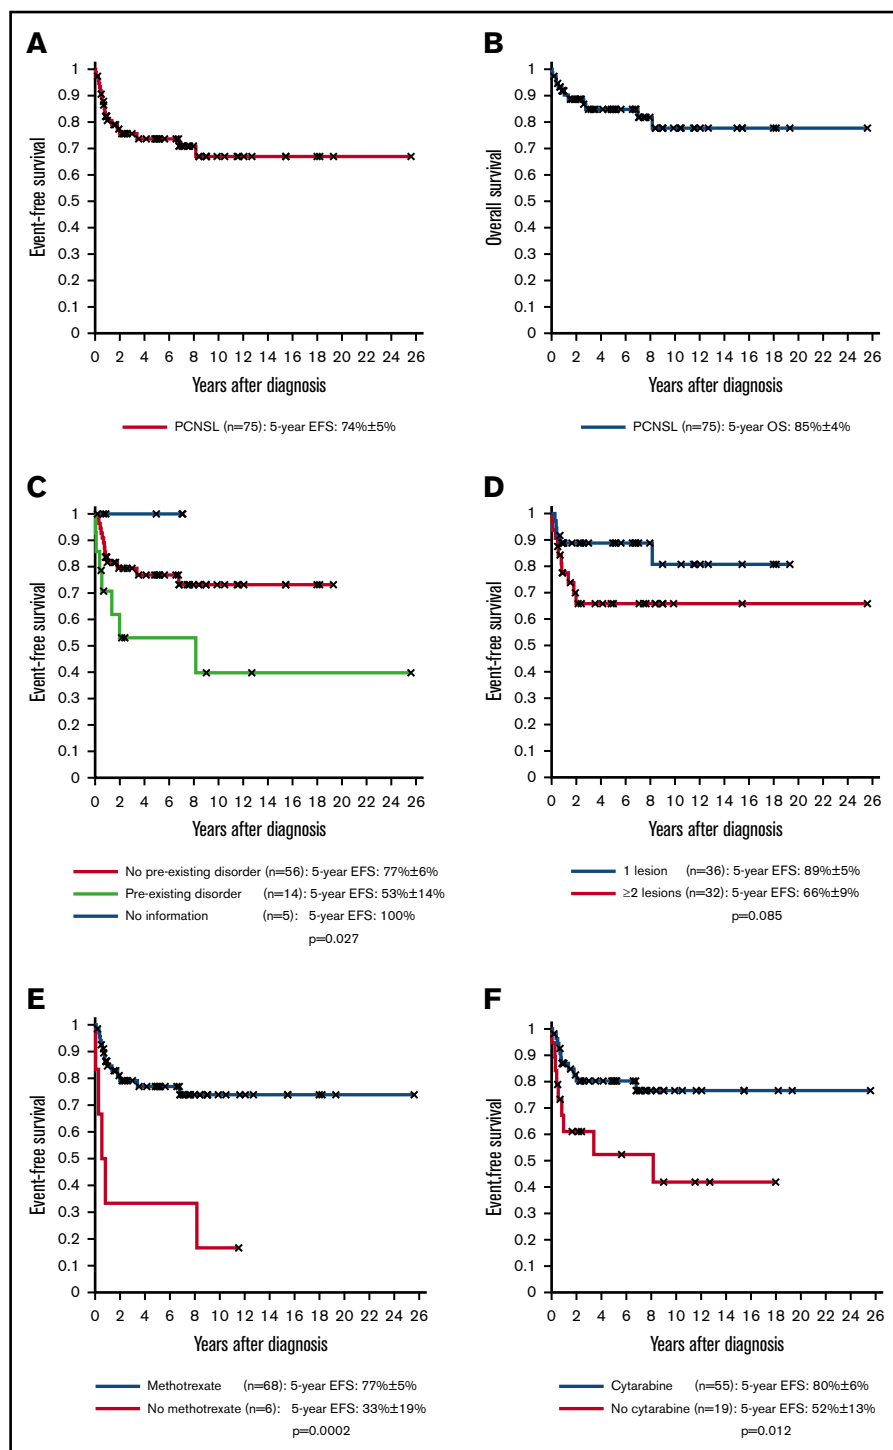 A
1
0.9
0.8
0.7
0.6
0.5
0.4
0.3
0.2
0.1
0
Event-free survival
0 2 4 6 8 10 12 14 16 18 20 22 24 26
Years after diagnosis
PCNSL (n=75): 5-year EFS: 74%±5%
B
1
0.9
0.8
0.7
0.6
0.5
0.4
0.3
0.2
0.1
0
Overall survival
0 2 4 6 8 10 12 14 16 18 20 22 24 26
Years after diagnosis
PCNSL (n=75): 5-year OS: 85%±4%
C
1
0.9
0.8
0.7
0.6
0.5
0.4
0.3
0.2
0.1
0
Event-free survival
0 2 4 6 8 10 12 14 16 18 20 22 24 26
Years after diagnosis
No pre-existing disorder (n=56): 5-year EFS: 77%±6%
Pre-existing disorder (n=14): 5-year EFS: 53%±14%
No information (n=5): 5-year EFS: 100%
p=0.027
D
1
0.9
0.8
0.7
0.6
0.5
0.4
0.3
0.2
0.1
0
Event-free survival
0 2 4 6 8 10 12 14 16 18 20 22 24 26
Years after diagnosis
1 lesion (n=36): 5-year EFS: 89%±5%
≥2 lesions (n=32): 5-year EFS: 66%±9%
p=0.085
E
1
0.9
0.8
0.7
0.6
0.5
0.4
0.3
0.2
0.1
0
Event-free survival
0 2 4 6 8 10 12 14 16 18 20 22 24 26
Years after diagnosis
Methotrexate (n=68): 5-year EFS: 77%±5%
No methotrexate (n=6): 5-year EFS: 33%±19%
p=0.0002
F
1
0.9
0.8
0.7
0.6
0.5
0.4
0.3
0.2
0.1
0
Event.free survival
0 2 4 6 8 10 12 14 16 18 20 22 24 26
Years after diagnosis
Cytarabine (n=55): 5-year EFS: 80%±6%
No cytarabine (n=19): 5-year EFS: 52%±13%
p=0.012